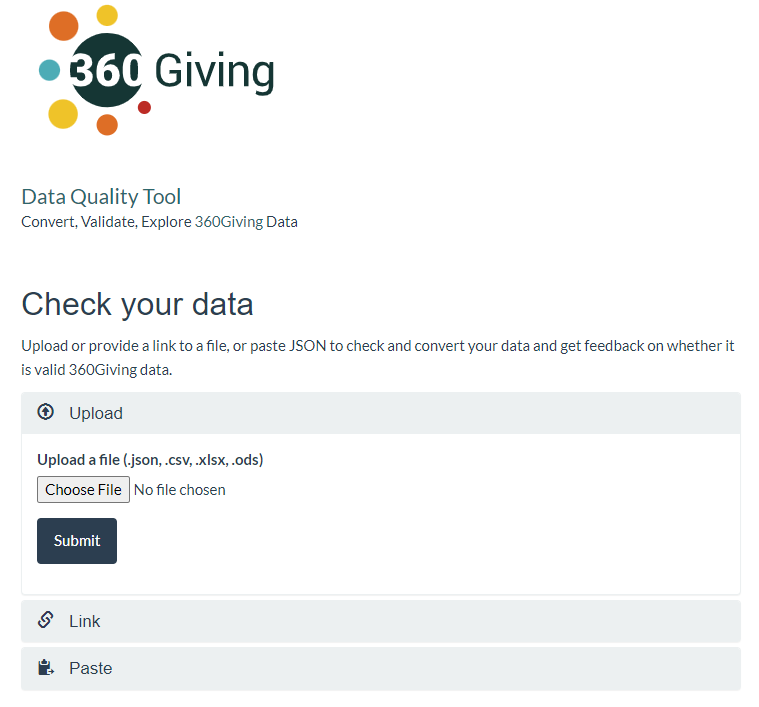 360 Giving
Data Quality Tool
Convert, Validate, Explore 360Giving Data
Check your data
Upload or provide a link to a file, or paste JSON to check and convert your data and get feedback on whether it
is valid 360Giving data.
Upload
Upload a file (.json, .csv, .xlsx, .ods)
Choose File No file chosen
Submit
Link
Paste